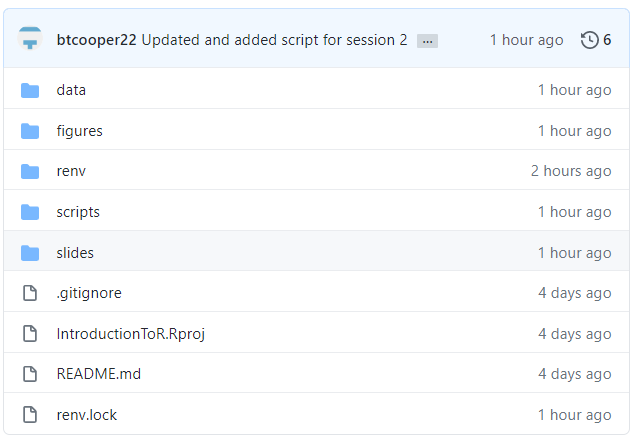 btcooper22 Updated and added script for session 2 ... 1 hour ago 6
data 1 hour ago
figures 1 hour ago
renv 2 hours ago
scripts 1 hour ago
slides 1 hour ago
.gitignore 4 days ago
IntroductionToR.Rproj 4 days ago
README.md 4 days ago
renv.lock 1 hour ago